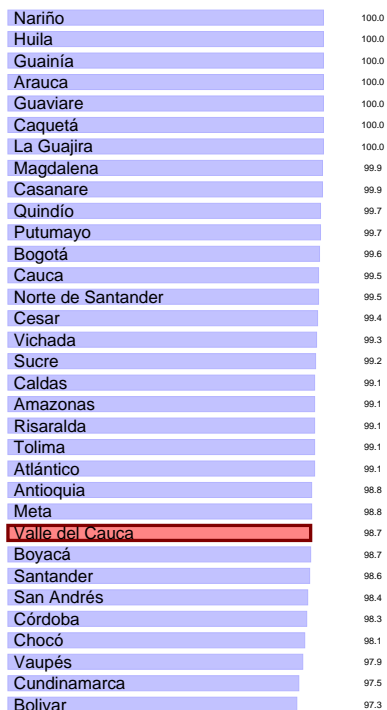 Nariño 100.0
Huila 100.0
Guainía 100.0
Arauca 100.0
Guaviare 100.0
Caquetá 100.0
La Guajira 100.0
Magdalena 99.9
Casanare 99.9
Quindío 99.7
Putumayo 99.7
Bogotá 99.6
Cauca 99.5
Norte de Santander 99.5
Cesar 99.4
Vichada 99.3
Sucre 99.2
Caldas 99.1
Amazonas 99.1
Risaralda 99.1
Tolima 99.1
Atlántico 99.1
Antioquia 98.8
Meta 98.8
Valle del Cauca 98.7
Boyacá 98.7
Santander 98.6
San Andrés 98.4
Córdoba 98.3
Chocó 98.1
Vaupés 97.9
Cundinamarca 97.5
Bolivar 97.3